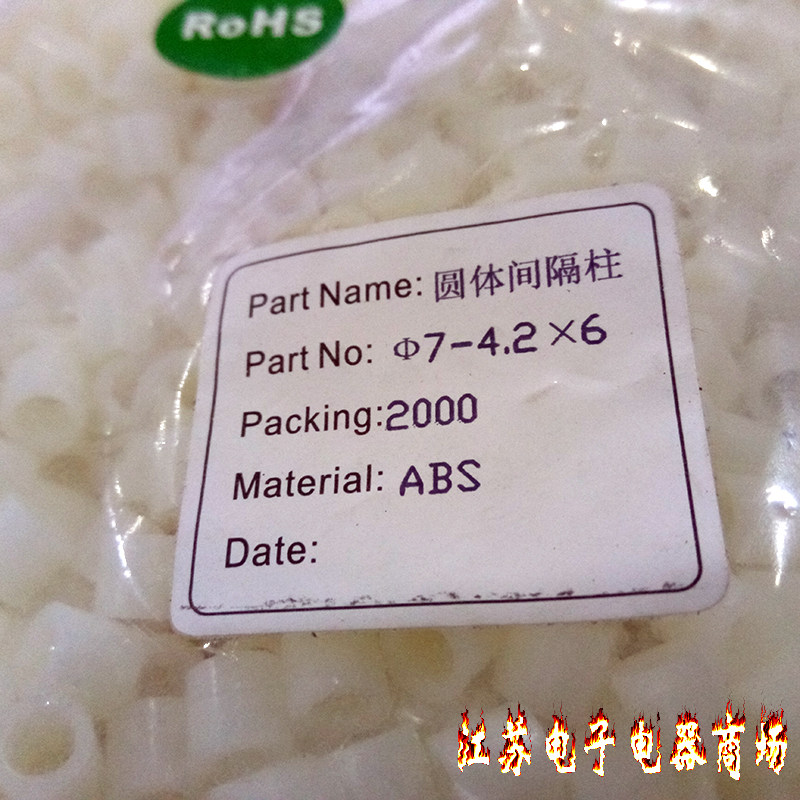 RoHS
Part Name: 圆体间隔柱
Part No: Φ7-4.2×6
Packing:2000
Material: ABS
Date:
江苏电子电器商场